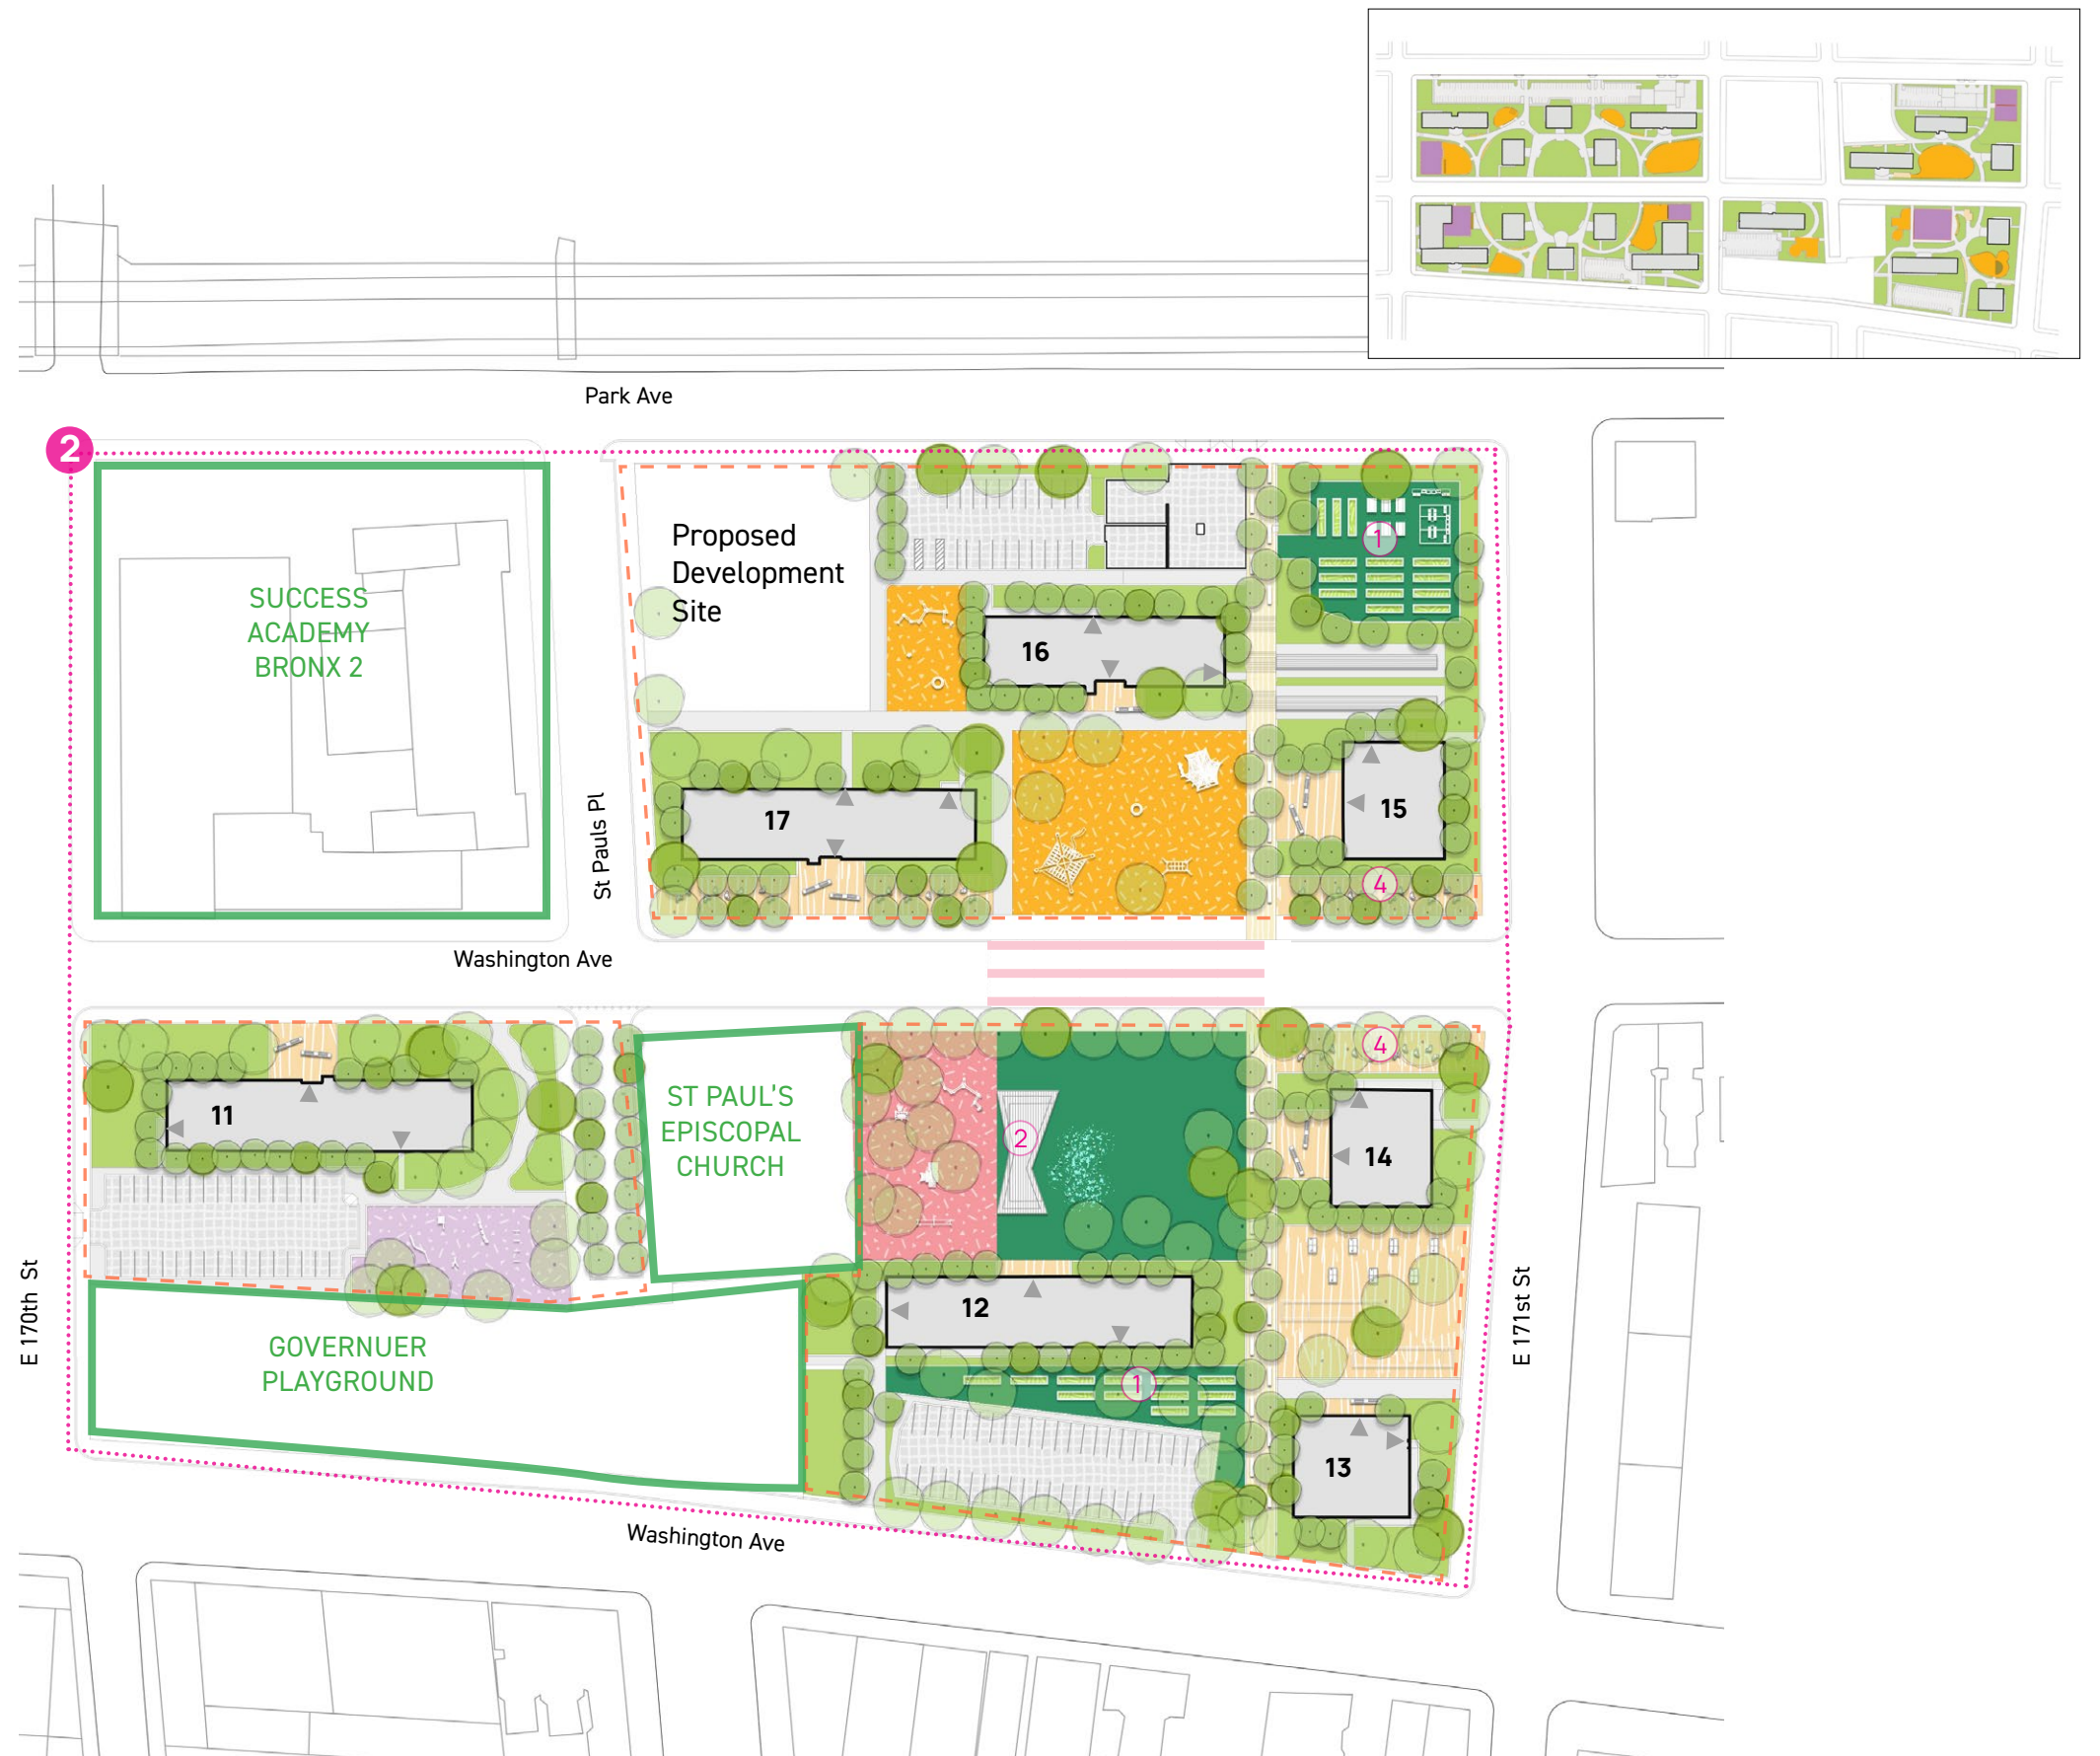 Park Ave
2
Proposed
Development
Site
1
SUCCESS
ACADEMY
BRONX 2
16
St Pauls Pl
17
15
4
Washington Ave
4
11
ST PAUL'S
EPISCOPAL
CHURCH
2
14
E 170th St
E 171st St
12
GOVERNUER
PLAYGROUND
1
13
Washington Ave